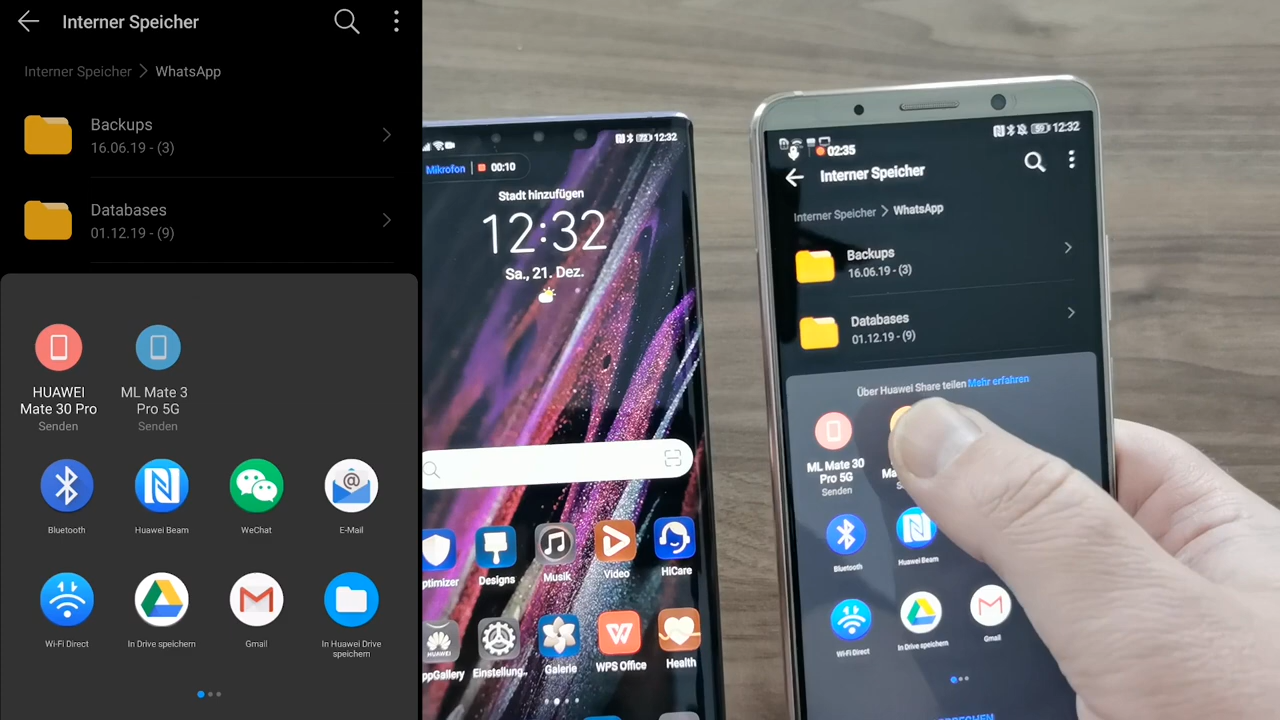 Interner Speicher
Interner Speicher > WhatsApp
Backups
16.06.19 - (3)
Databases
01.12.19 - (9)
HUAWEI
Mate 30 Pro
Senden
ML Mate 3
Pro 5G
Senden
Bluetooth
Huawei Beam
WeChat
E-Mail
Wi-Fi Direct
In Drive speichern
Gmail
In Huawei Drive
speichern
12:32
Mikrofon
00:10
Stadt hinzufügen
12:32
Sa., 21. Dez.
ptimizer
Designs
Musik
Video
HiCare
HUAWEI
ppGallery
Einstellung..
Galerie
WPS Office
Health
12:32
02:35
Interner Speicher
Interner Speicher > WhatsApp
Backups
16.06.19 - (3)
Databases
01.12.19 - (9)
Über Huawei Share teilen Mehr erfahren
ML Mate 30
Pro 5G
Senden
Ma
Sen
Bluetooth
Huawei Beam
Wi-Fi Direct
In Drive speichern
Gmail